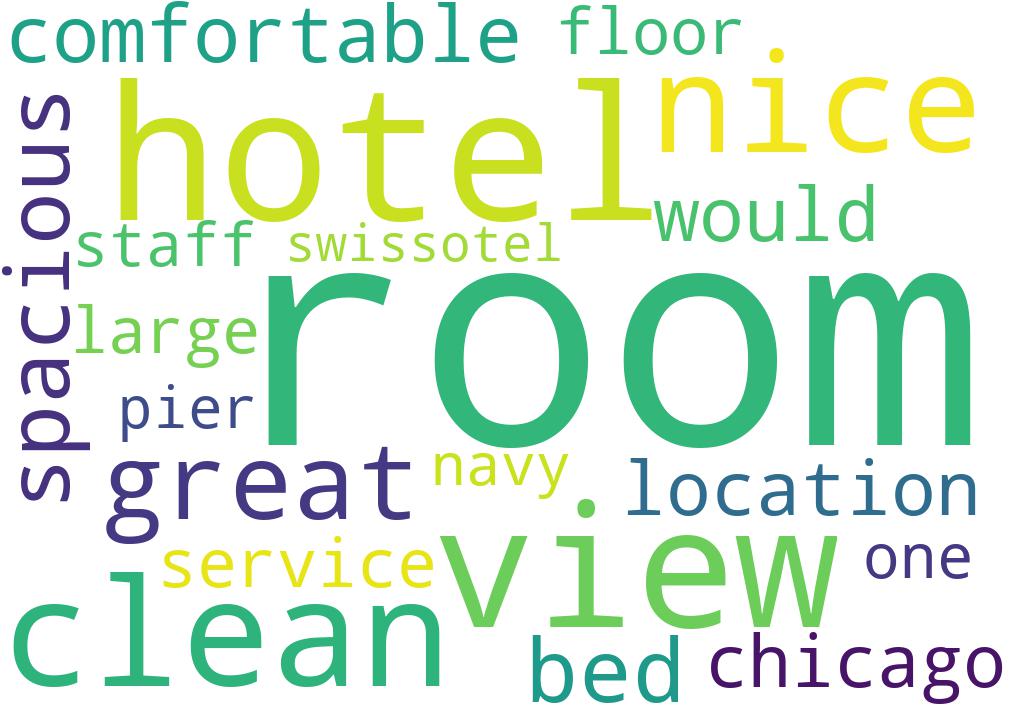 comfortable floor
hotel nice
spacious
would
staff swissotel
room
large
pier
great navy location
view
service one
clean
bed chicago